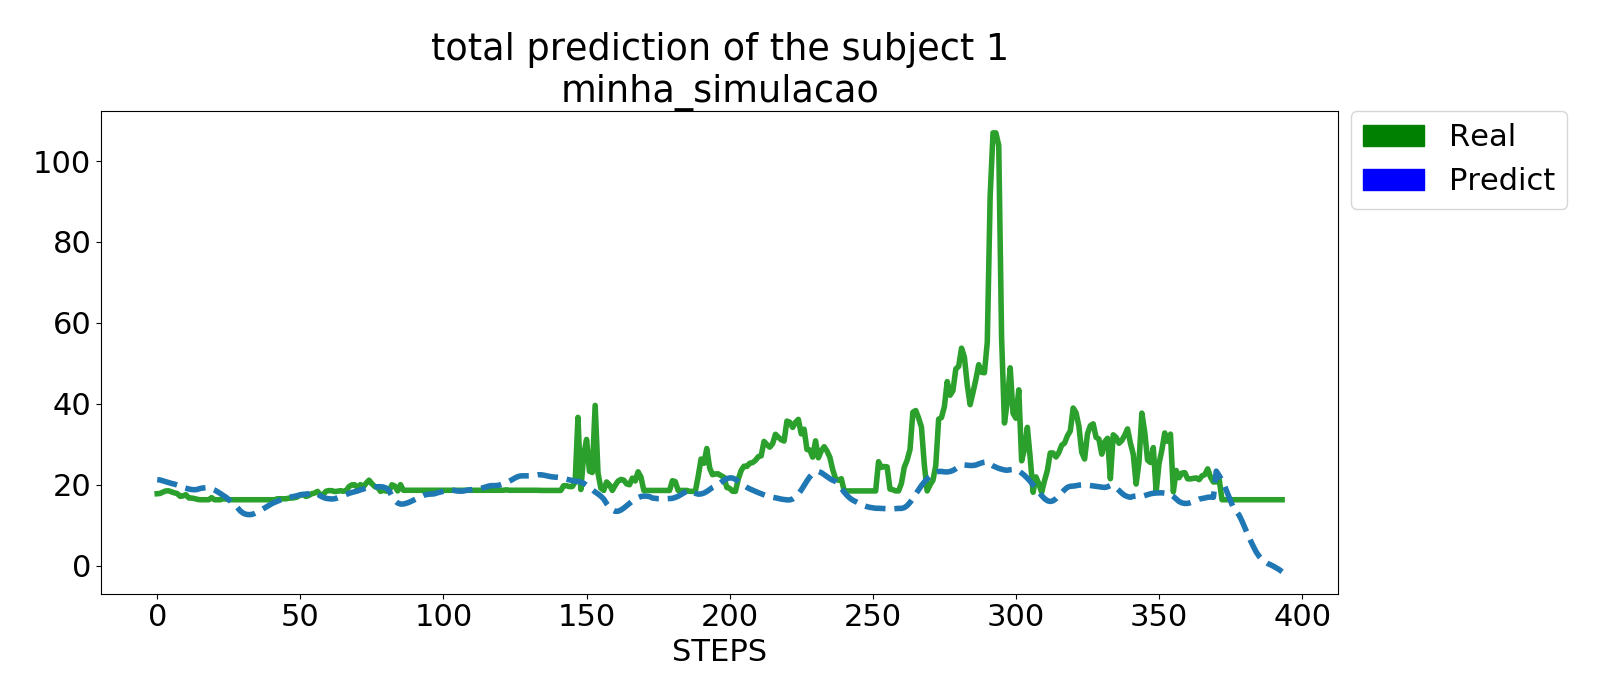 total prediction of the subject 1
minha_simulacao
100
80
60
40
20
0
0 50 100 150 200 250 300 350 400
STEPS
Real
Predict